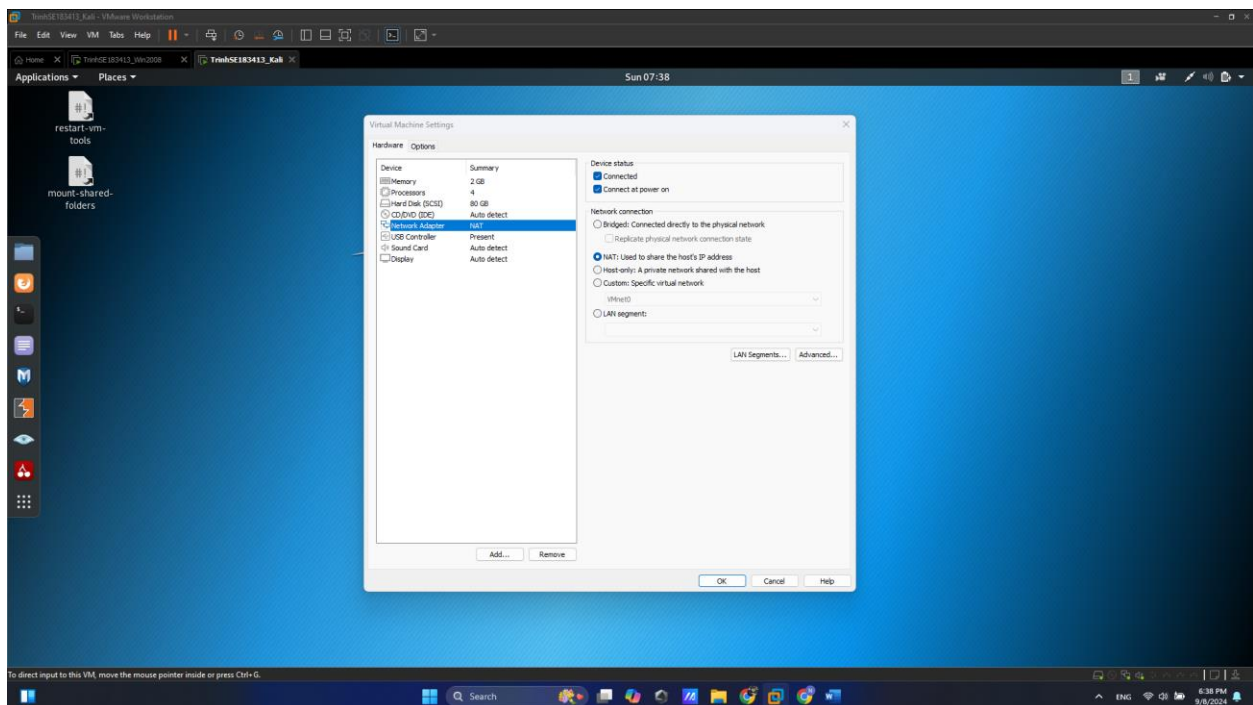 TrinhSE183413_Kali - VMware Workstation
File Edit View VM Tabs Help
Home TrinhSE183413_Win2008 TrinhSE183413_Kali
Applications Places Sun 07:38 1
restart-vm-
tools
mount-shared-
folders
Virtual Machine Settings
Hardware Options
Device Summary
Memory 2 GB
Processors 4
Hard Disk (SCSI) 80 GB
CD/DVD (IDE) Auto detect
Network Adapter NAT
USB Controller Present
Sound Card Auto detect
Display Auto detect
Add... Remove
Device status
Connected
Connect at power on
Network connection
Bridged: Connected directly to the physical network
Replicate physical network connection state
NAT: Used to share the host's IP address
Host-only: A private network shared with the host
Custom: Specific virtual network
VMnet0
LAN segment:
LAN Segments... Advanced...
OK Cancel Help
To direct input to this VM, move the mouse pointer inside or press Ctrl+G.
Search
ENG 6:38 PM
9/8/2024